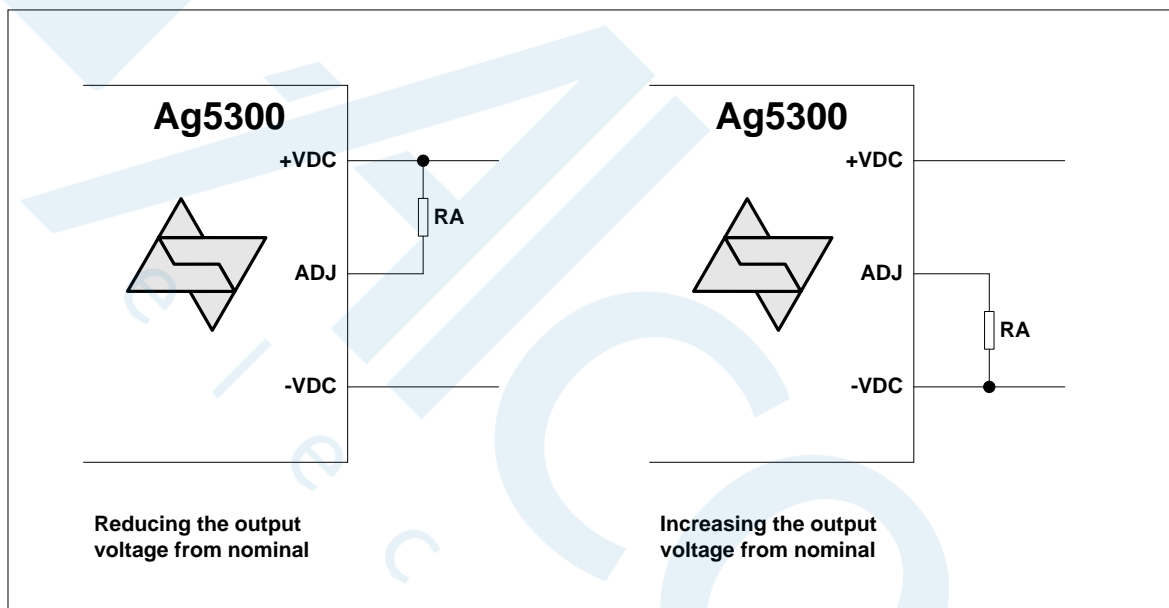 Ag5300
+VDC
RA
ADJ
-VDC
Reducing the output
voltage from nominal
Ag5300
+VDC
ADJ
RA
-VDC
Increasing the output
voltage from nominal